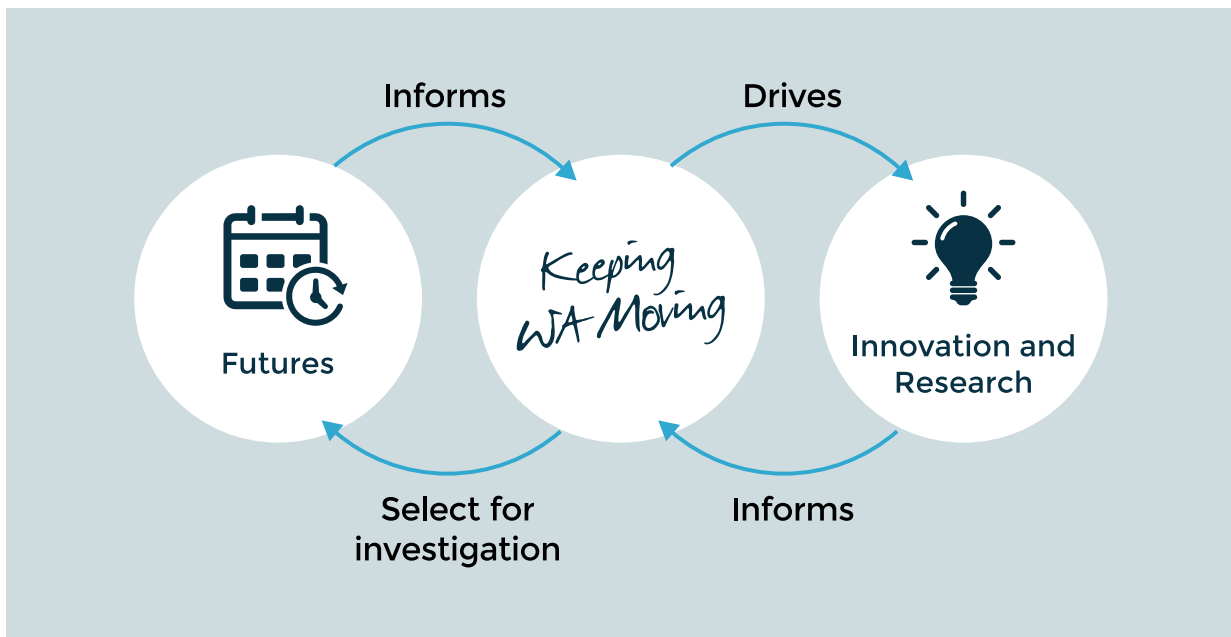 Informs
Drives
Futures
Keeping
WA Moving
Innovation and
Research
Select for
investigation
Informs